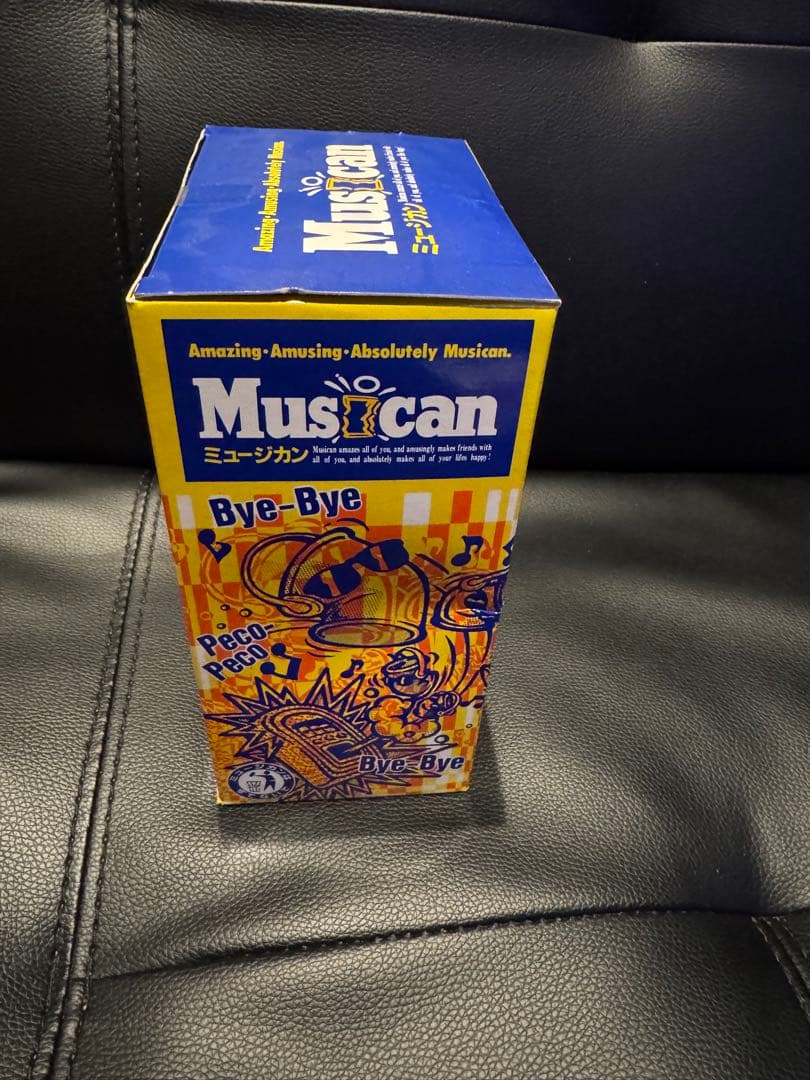 Amazing・Amusing・Absolutely Musican.
Musican
ミュージカン
Amazing・Amusing・Absolutely Musican.
Musican
ミュージカン
Musican amazes all of you, and amusingly makes friends with
all of you, and absolutely makes all of your lifes happy!
Bye-Bye
Peco-
Peco
Bye-Bye